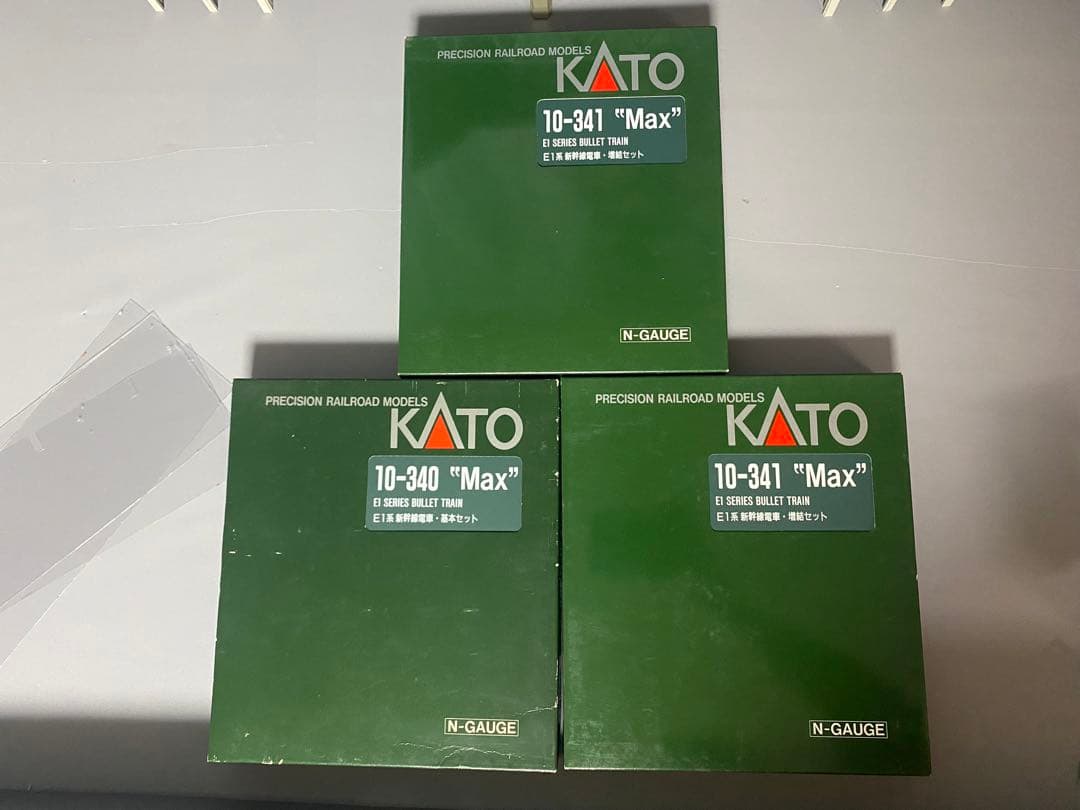 PRECISION RAILROAD MODELS
KATO
10-341 "Max"
E1 SERIES BULLET TRAIN
E1系 新幹線電車・増結セット
N-GAUGE
PRECISION RAILROAD MODELS
KATO
10-340 "Max"
E1 SERIES BULLET TRAIN
E1系 新幹線電車・基本セット
N-GAUGE
PRECISION RAILROAD MODELS
KATO
10-341 "Max"
E1 SERIES BULLET TRAIN
E1系 新幹線電車・増結セット
N-GAUGE